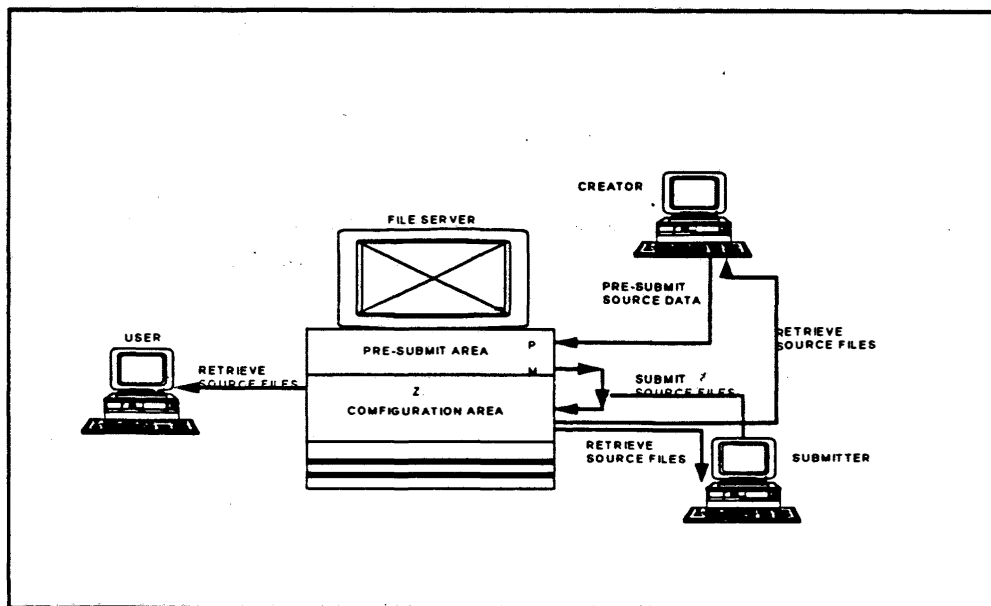 CREATOR
FILE SERVER
PRE-SUBMIT
SOURCE DATA
USER
PRE-SUBMIT AREA
P
RETRIEVE
SOURCE FILES
RETRIEVE
SOURCE FILES
M
SUBMIT
SOURCE FILES
Z
COMFIGURATION AREA
RETRIEVE
SOURCE FILES
SUBMITTER